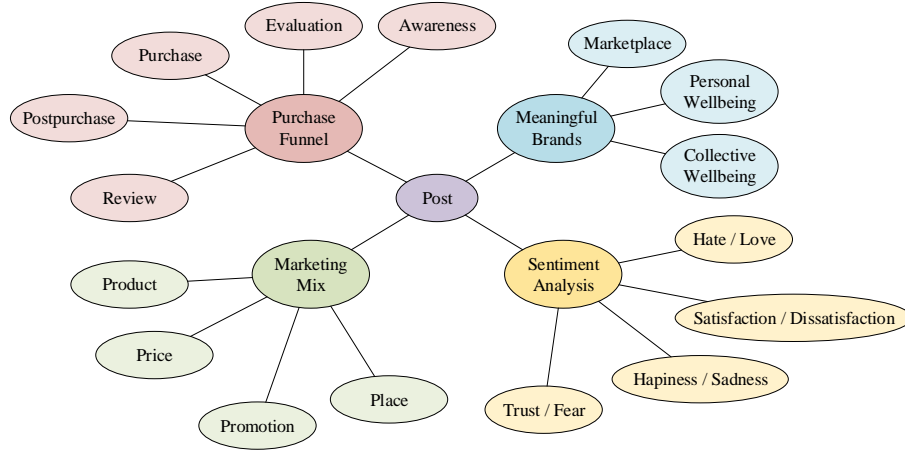 Evaluation
Awareness
Purchase
Marketplace
Postpurchase
Purchase
Funnel
Meaningful
Brands
Personal
Wellbeing
Collective
Wellbeing
Review
Post
Hate / Love
Marketing
Mix
Sentiment
Analysis
Product
Satisfaction / Dissatisfaction
Price
Hapiness / Sadness
Place
Trust / Fear
Promotion